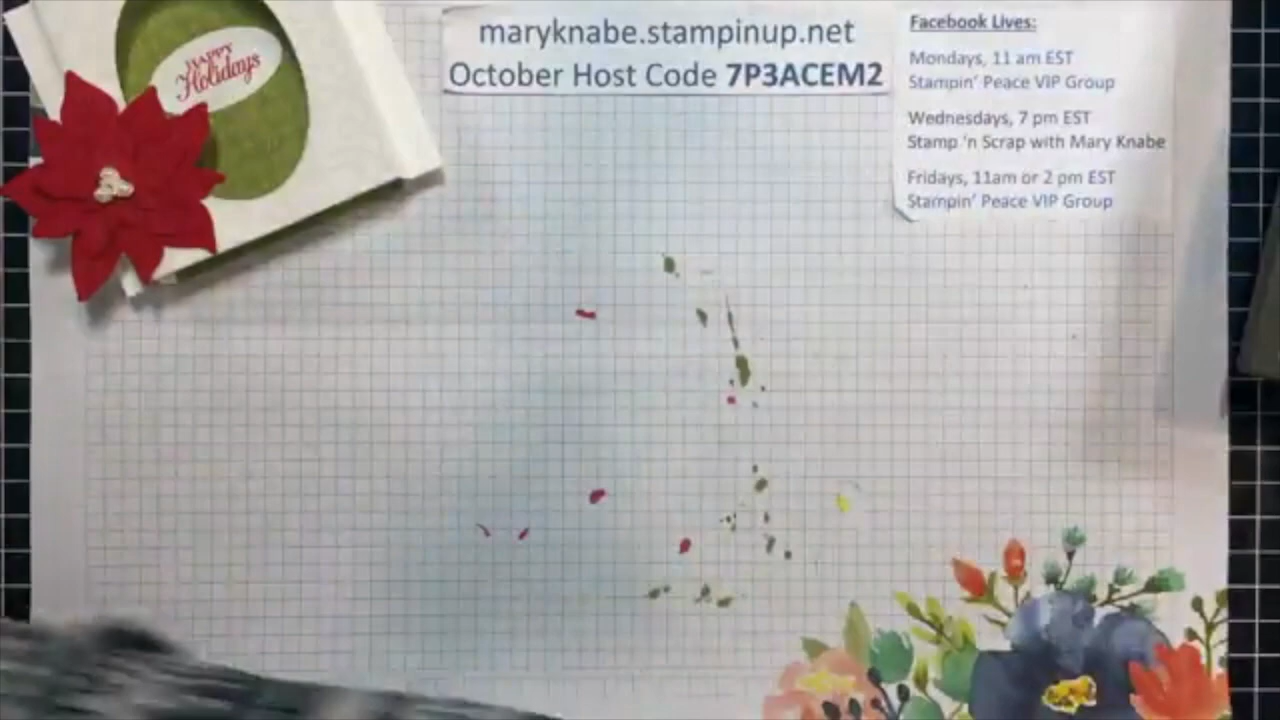 HAPPY
Holidays
maryknabe.stampinup.net
October Host Code 7P3ACEM2
Facebook Lives:
Mondays, 11 am EST
Stampin' Peace VIP Group
Wednesdays, 7 pm EST
Stamp 'n Scrap with Mary Knabe
Fridays, 11am or 2 pm EST
Stampin' Peace VIP Group